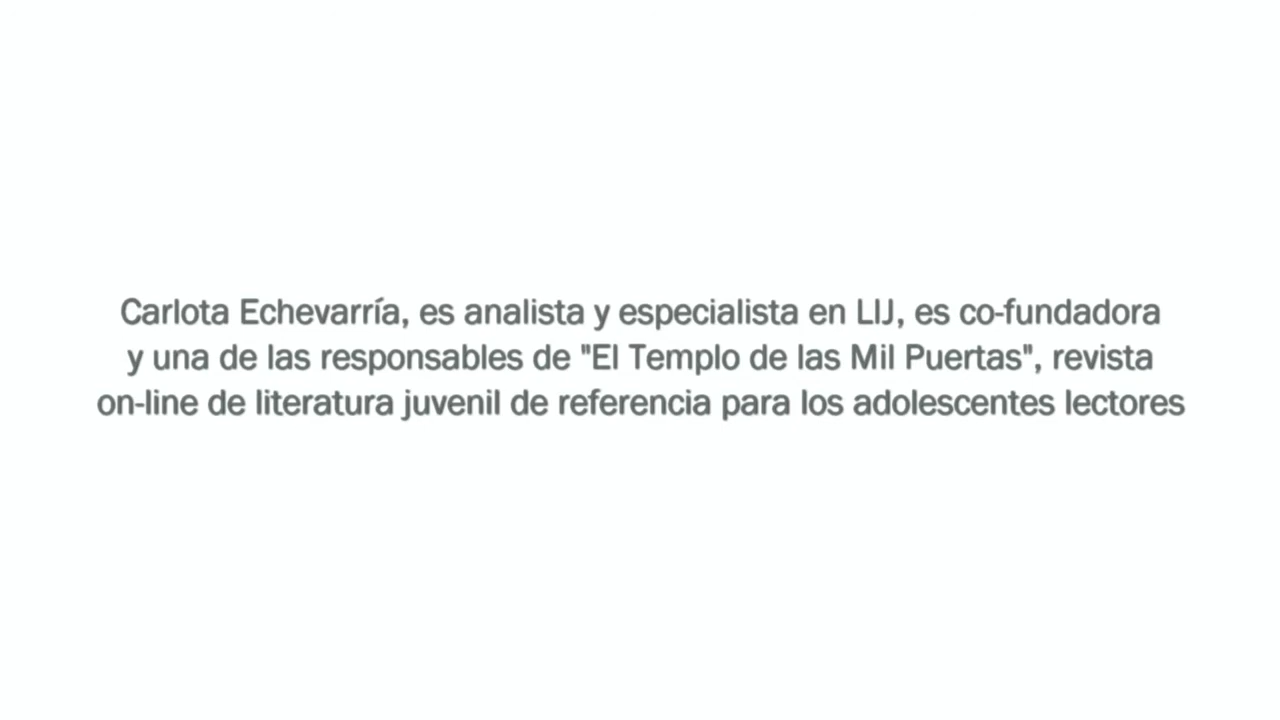 Carlota Echevarría, es analista y especialista en LIJ, es co-fundadora
y una de las responsables de "El Templo de las Mil Puertas", revista
on-line de literatura juvenil de referencia para los adolescentes lectores